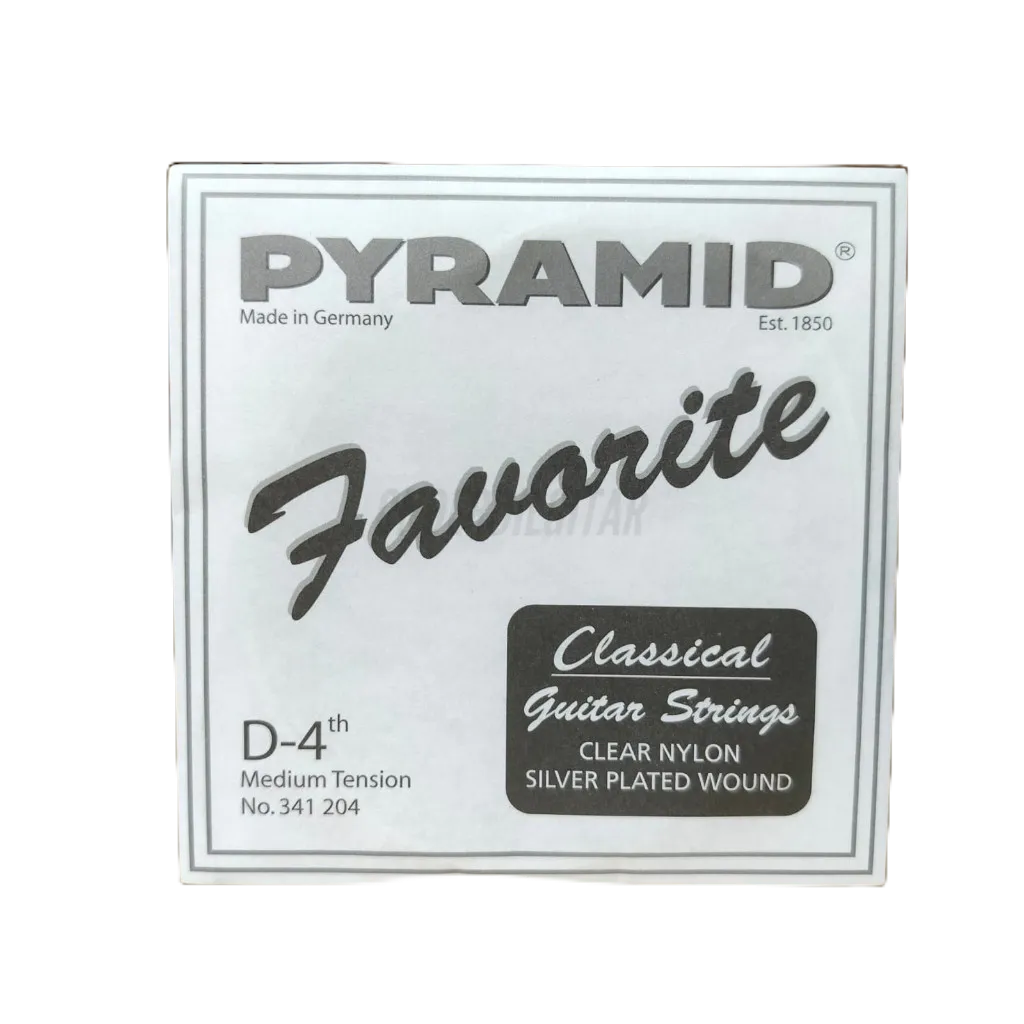 PYRAMID®
Made in Germany
Est. 1850
Favorite
Classical
Guitar Strings
CLEAR NYLON
SILVER PLATED WOUND
D-4th
Medium Tension
No. 341 204